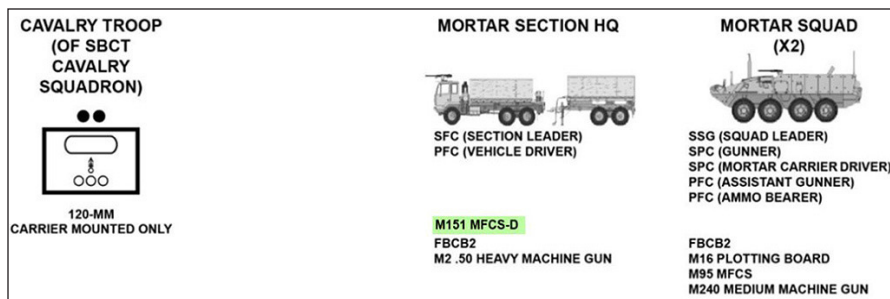 CAVALRY TROOP
(OF SBCT
CAVALRY
SQUADRON)
120-MM
CARRIER MOUNTED ONLY
MORTAR SECTION HQ
SFC (SECTION LEADER)
PFC (VEHICLE DRIVER)
M151 MFCS-D
FBCB2
M2 .50 HEAVY MACHINE GUN
MORTAR SQUAD
(X2)
SSG (SQUAD LEADER)
SPC (GUNNER)
SPC (MORTAR CARRIER DRIVER)
PFC (ASSISTANT GUNNER)
PFC (AMMO BEARER)
FBCB2
M16 PLOTTING BOARD
M95 MFCS
M240 MEDIUM MACHINE GUN